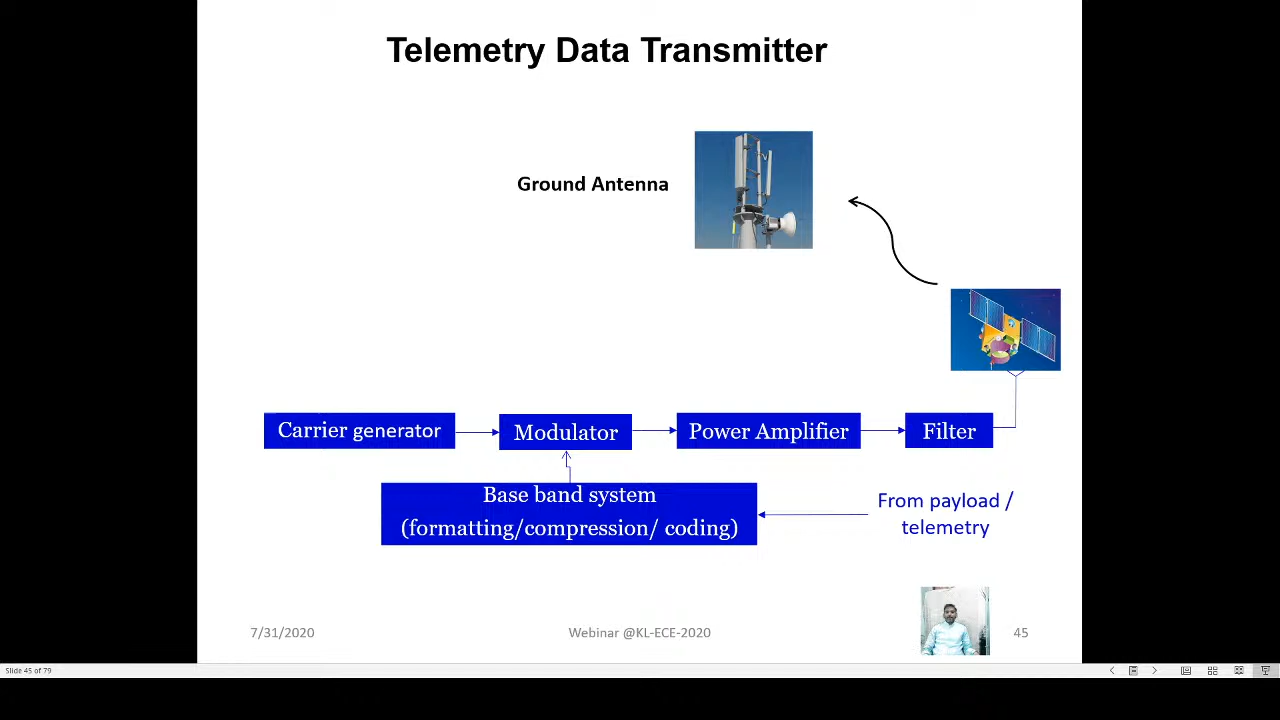 Telemetry Data Transmitter
Ground Antenna
Carrier generator
Modulator
Power Amplifier
Filter
Base band system
(formatting/compression/ coding)
From payload /
telemetry
7/31/2020
Webinar @KL-ECE-2020
45
Slide 45 of 79